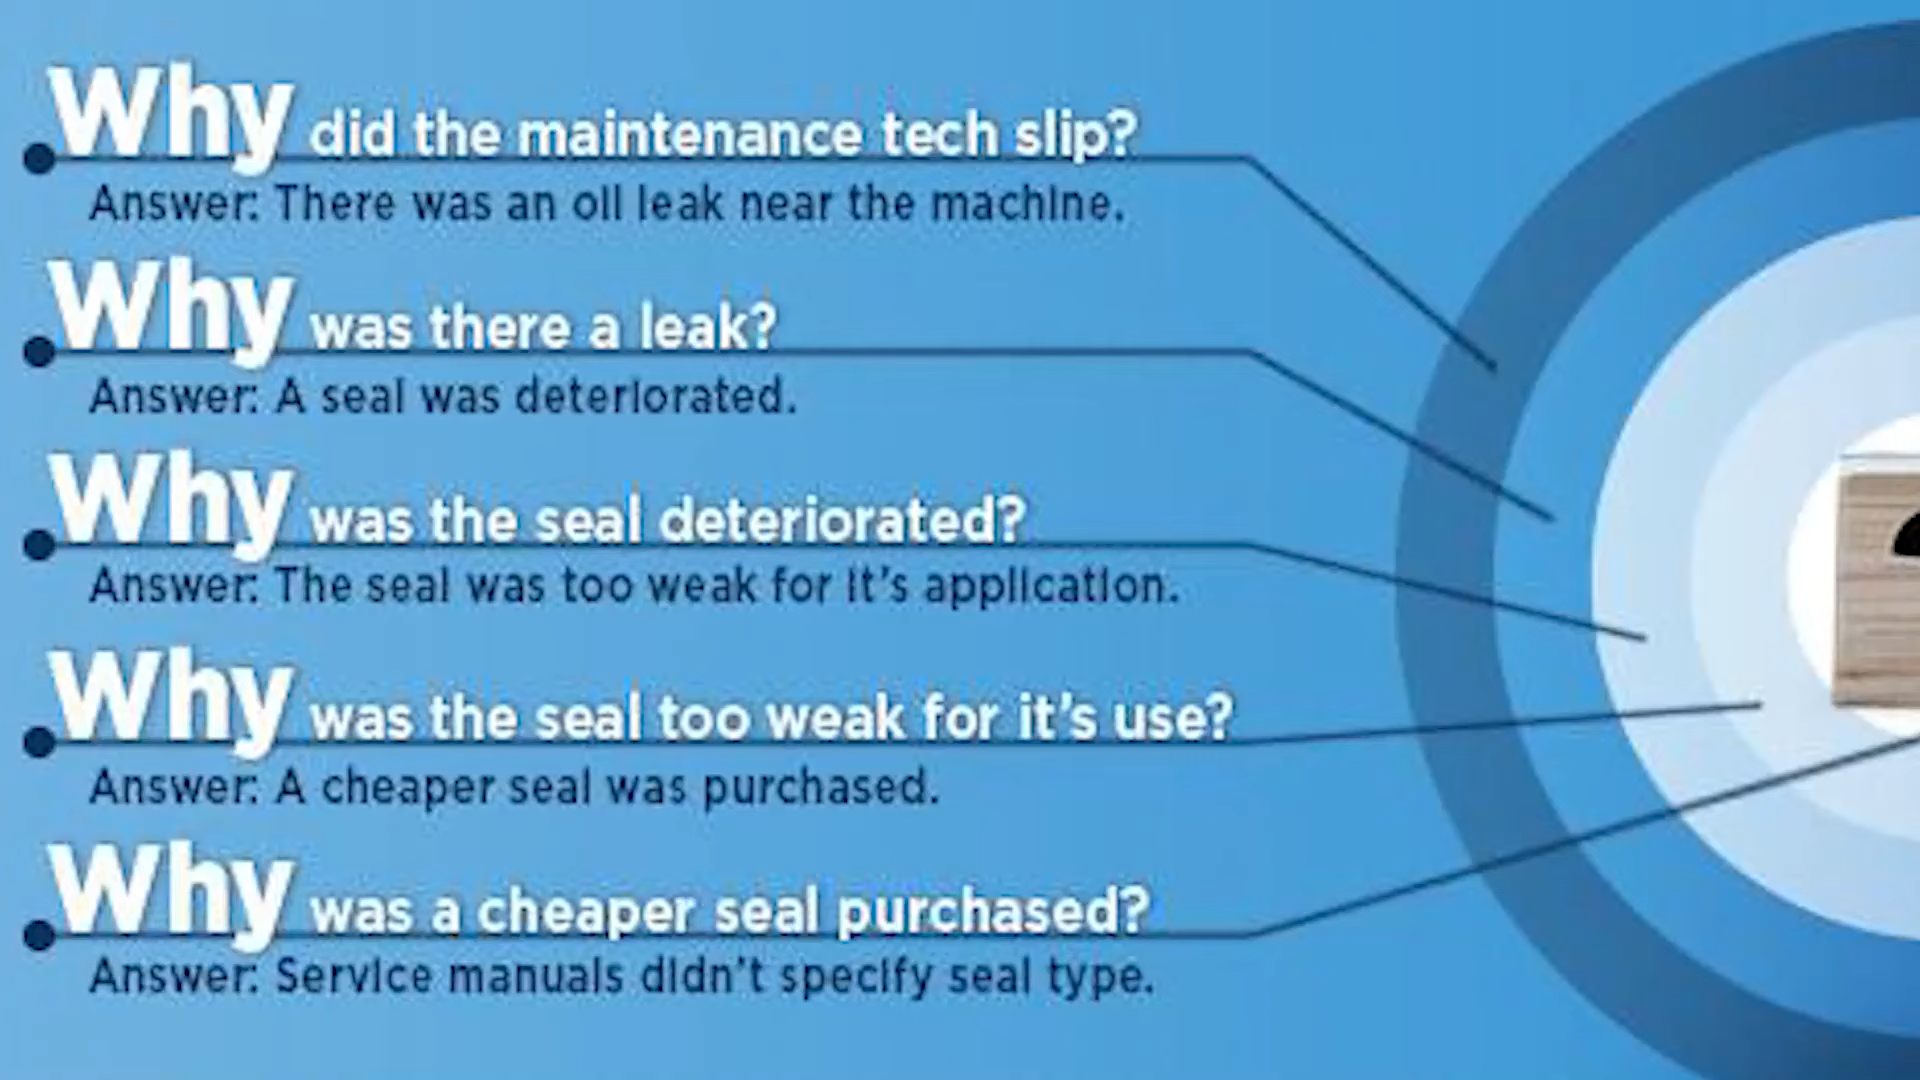 Why did the maintenance tech slip?
Answer: There was an oil leak near the machine.
Why was there a leak?
Answer: A seal was deteriorated.
Why was the seal deteriorated?
Answer: The seal was too weak for it's application.
Why was the seal too weak for it's use?
Answer: A cheaper seal was purchased.
Why was a cheaper seal purchased?
Answer: Service manuals didn't specify seal type.